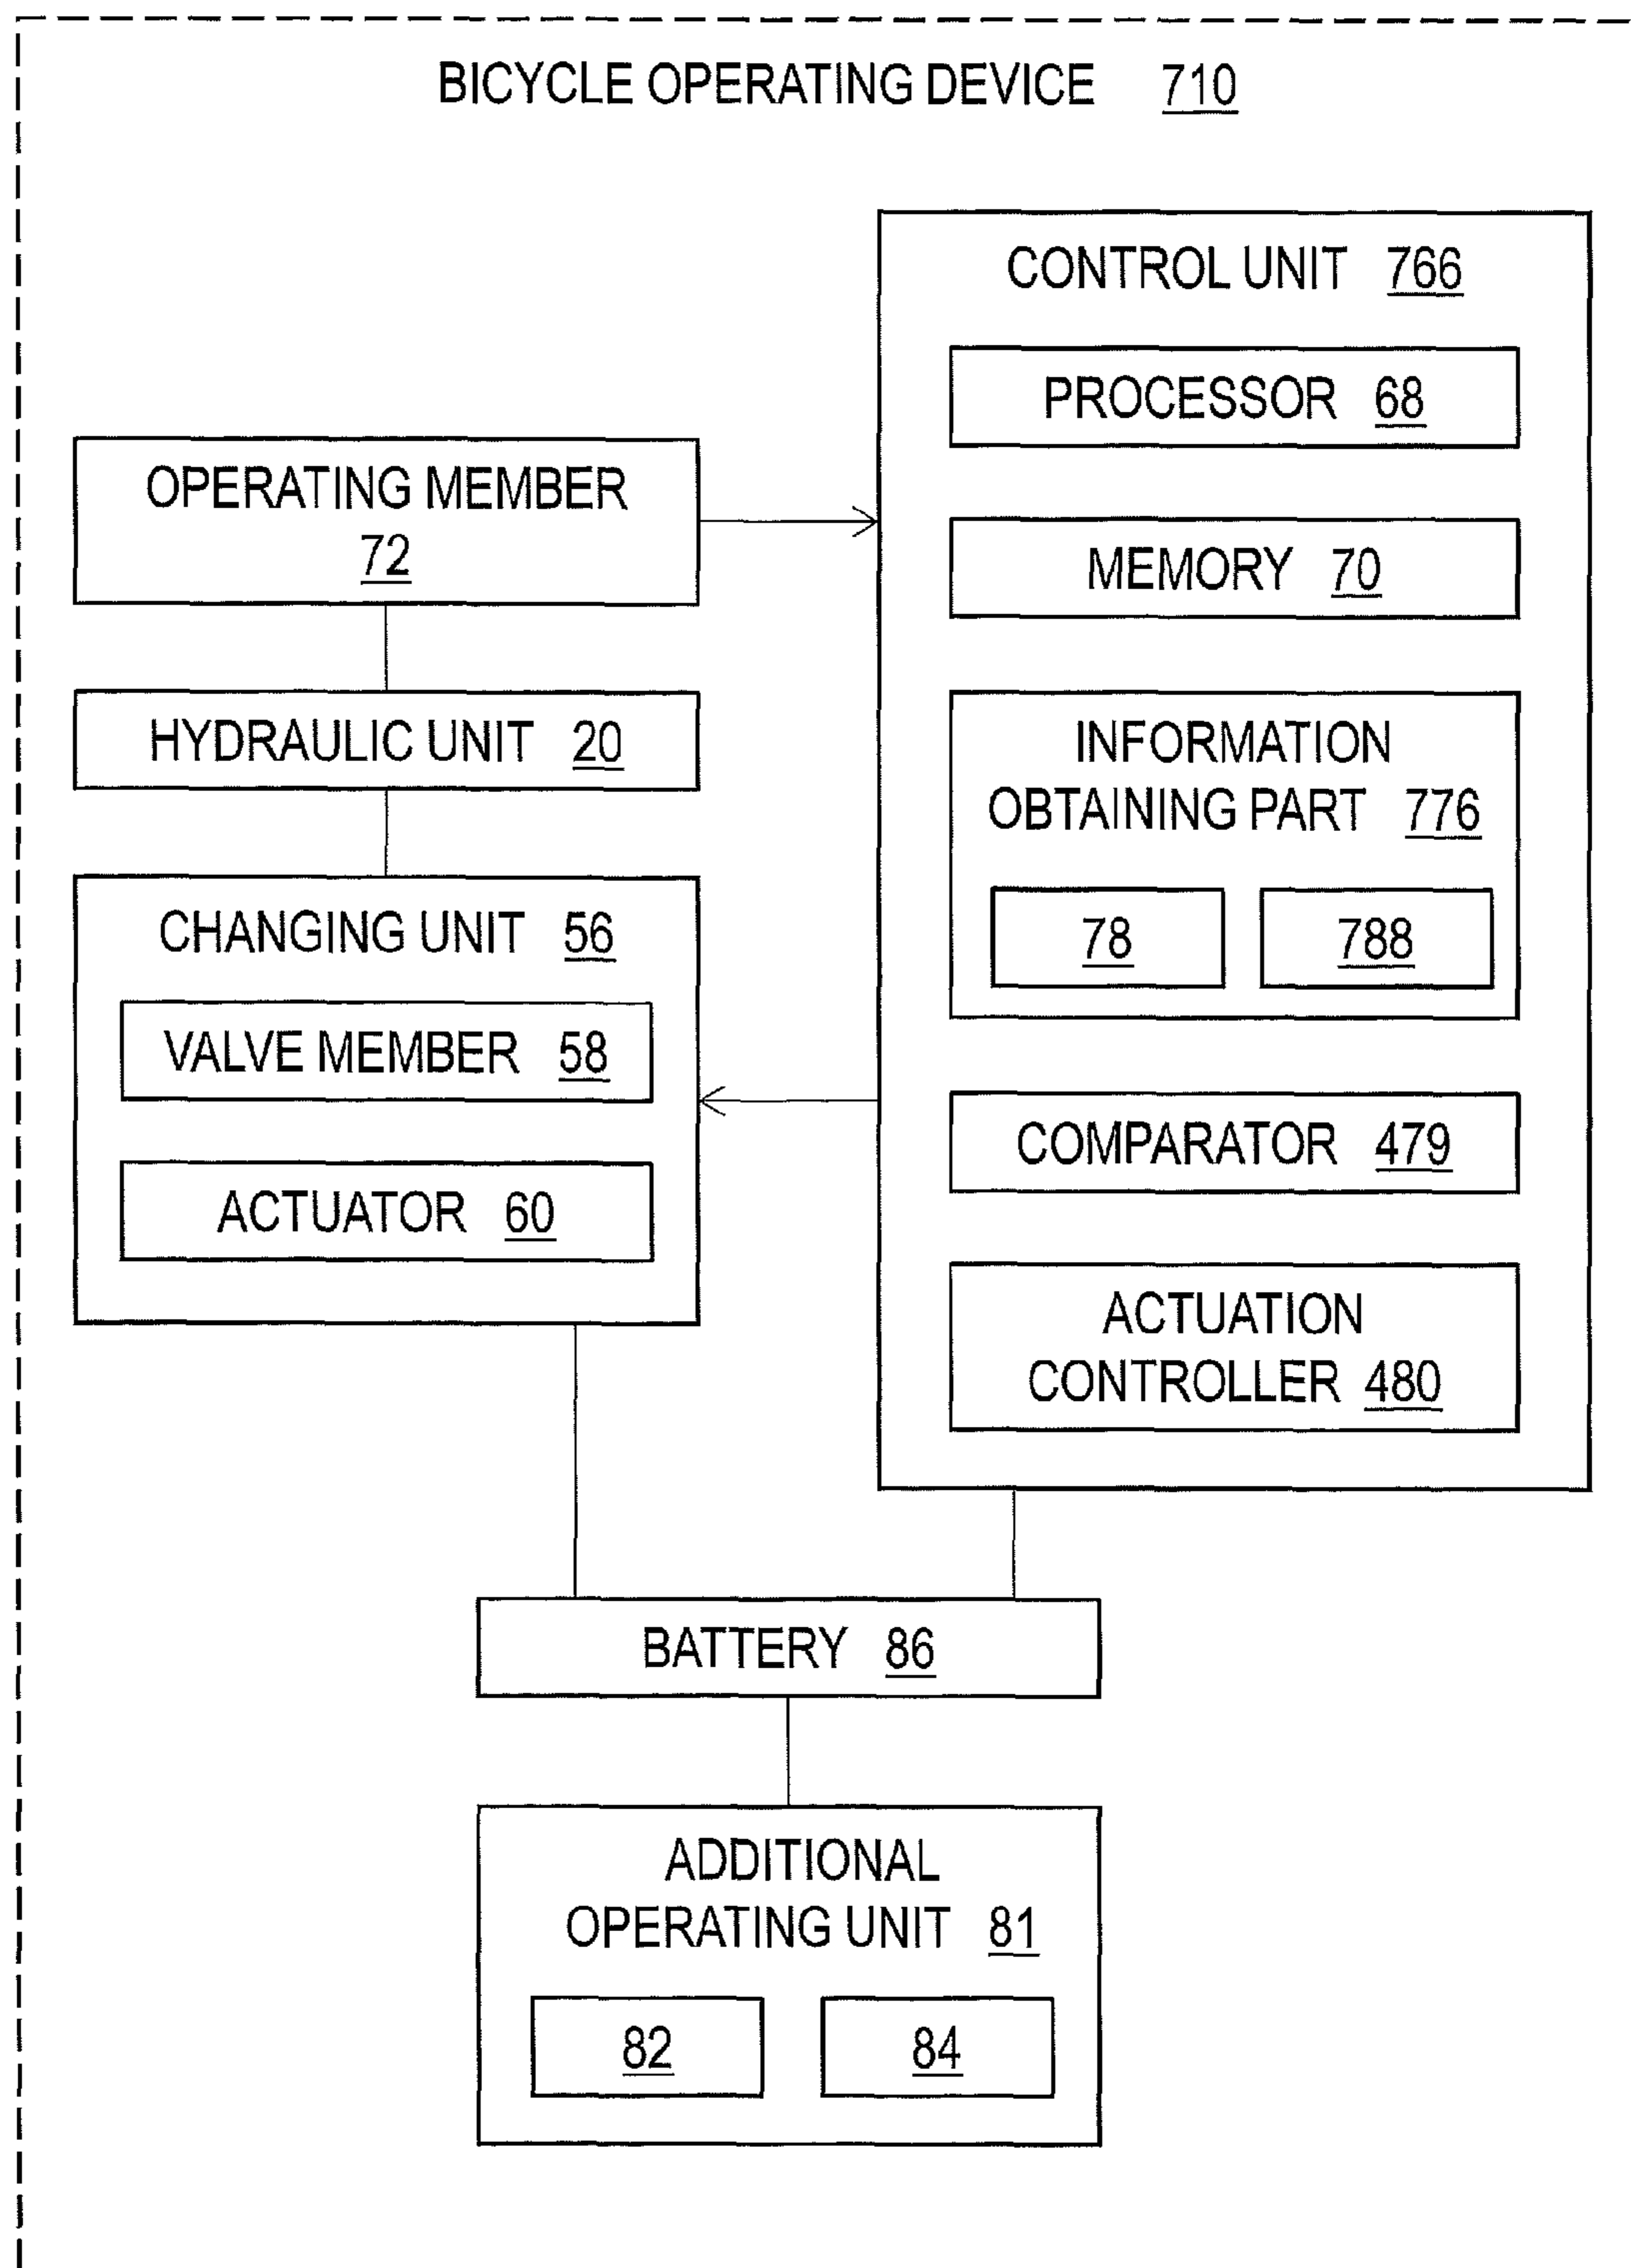 BICYCLE OPERATING DEVICE 710
CONTROL UNIT 766
PROCESSOR 68
MEMORY 70
INFORMATION
OBTAINING PART 776
78 788
COMPARATOR 479
ACTUATION
CONTROLLER 480
OPERATING MEMBER
72
HYDRAULIC UNIT 20
CHANGING UNIT 56
VALVE MEMBER 58
ACTUATOR 60
BATTERY 86
ADDITIONAL
OPERATING UNIT 81
82 84